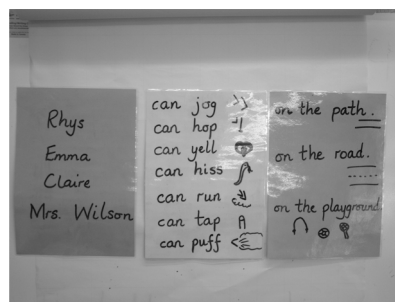 Rhys
Emma
Claire
Mrs. Wilson
can jog
can hop
can yell
can hiss
can run
can tap
can puff
on the path.
on the road.
on the playground